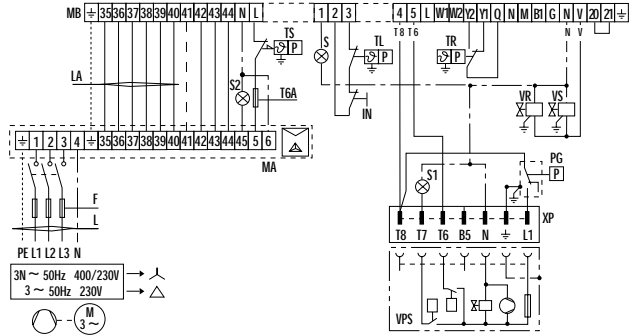 MB ⏚ 35 36 37 38 39 40 41 42 43 44 N L 1 2 3 4 5 L W1 W2 Y2 Y1 Q N M B1 G N V 20 21 ⏚
T8 T6 N V
TS
S
TL
TR
ϑ P
ϑ P
ϑ P
LA
S2
T6A
IN
VR VS
⏚ 35 36 37 38 39 40 41 42 43 44 45 5 6
⏚ 1 2 3 4
MA
PG
P
S1
F
L
XP
T8 T7 T6 B5 N ⏚ L1
PE L1 L2 L3 N
3N ~ 50Hz 400/230V
3 ~ 50Hz 230V
M
3 ~
VPS